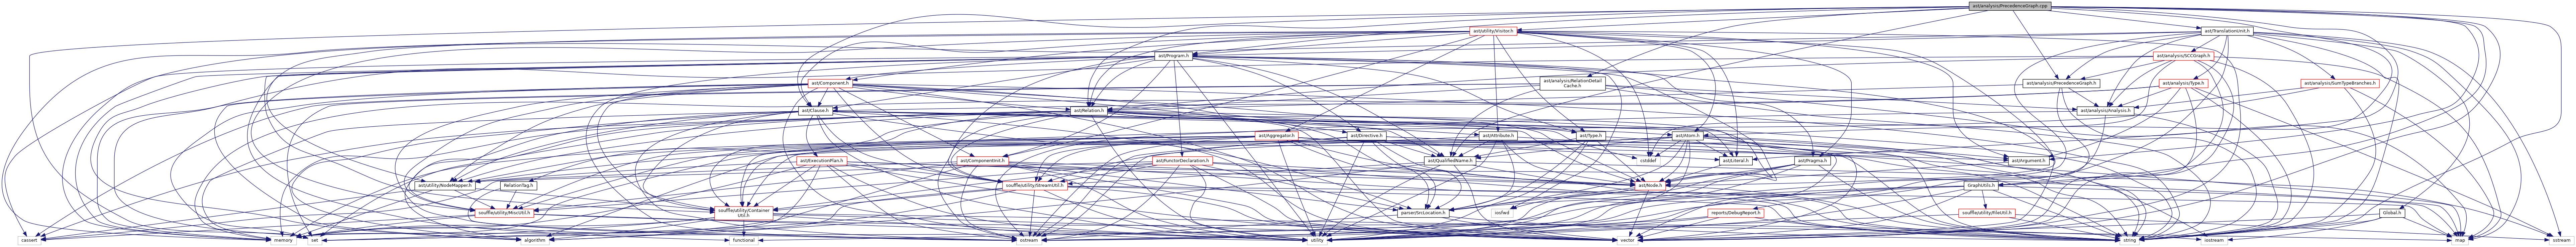 ast/analysis/PrecedenceGraph.cpp
ast/utility/Visitor.h
ast/TranslationUnit.h
ast/Program.h
ast/analysis/SCCGraph.h
ast/Component.h
ast/analysis/RelationDetail
Cache.h
ast/analysis/PrecedenceGraph.h
ast/analysis/Type.h
ast/analysis/SumTypeBranches.h
ast/Clause.h
ast/Relation.h
ast/analysis/Analysis.h
ast/Aggregator.h
ast/Directive.h
ast/Attribute.h
ast/Type.h
ast/Atom.h
ast/ExecutionPlan.h
ast/ComponentInit.h
ast/FunctorDeclaration.h
ast/QualifiedName.h
cstddef
ast/Literal.h
ast/Pragma.h
ast/Argument.h
ast/utility/NodeMapper.h
RelationTag.h
souffle/utility/StreamUtil.h
ast/Node.h
GraphUtils.h
souffle/utility/MiscUtil.h
souffle/utility/Container
Util.h
parser/SrcLocation.h
iosfwd
reports/DebugReport.h
souffle/utility/FileUtil.h
Global.h
cassert
memory
set
algorithm
functional
ostream
utility
vector
string
iostream
map
sstream